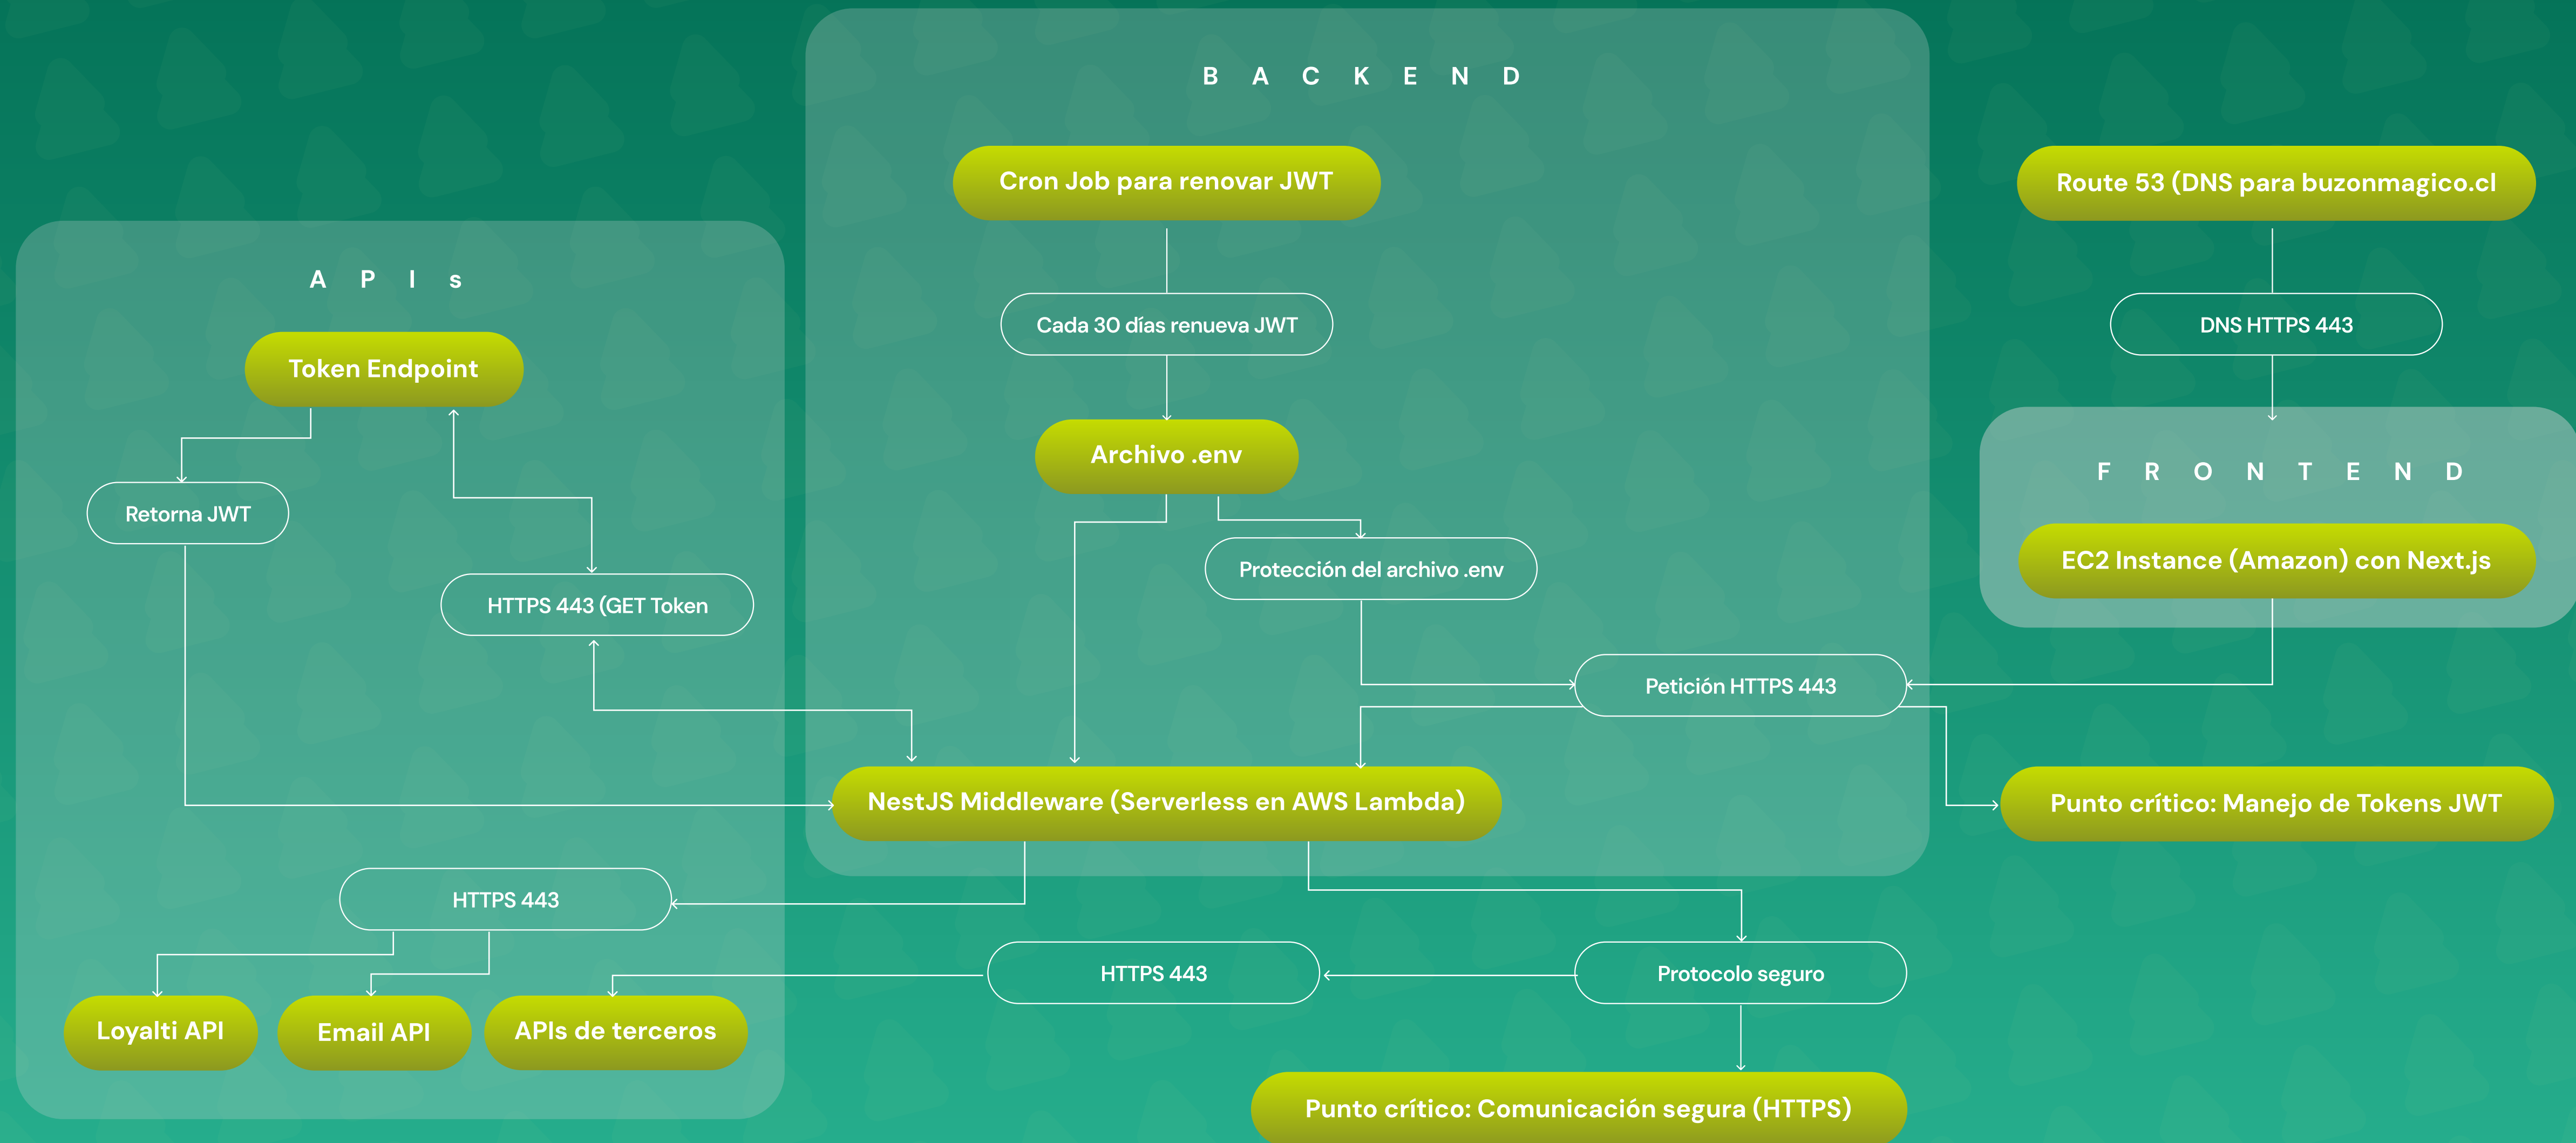 BACKEND
Cron Job para renovar JWT
Route 53 (DNS para buzonmagico.cl
APIs
Cada 30 días renueva JWT
DNS HTTPS 443
Token Endpoint
Archivo .env
FRONTEND
Retorna JWT
EC2 Instance (Amazon) con Next.js
Protección del archivo .env
HTTPS 443 (GET Token
Petición HTTPS 443
NestJS Middleware (Serverless en AWS Lambda)
Punto crítico: Manejo de Tokens JWT
HTTPS 443
HTTPS 443
Protocolo seguro
Loyalti API
Email API
APIs de terceros
Punto crítico: Comunicación segura (HTTPS)